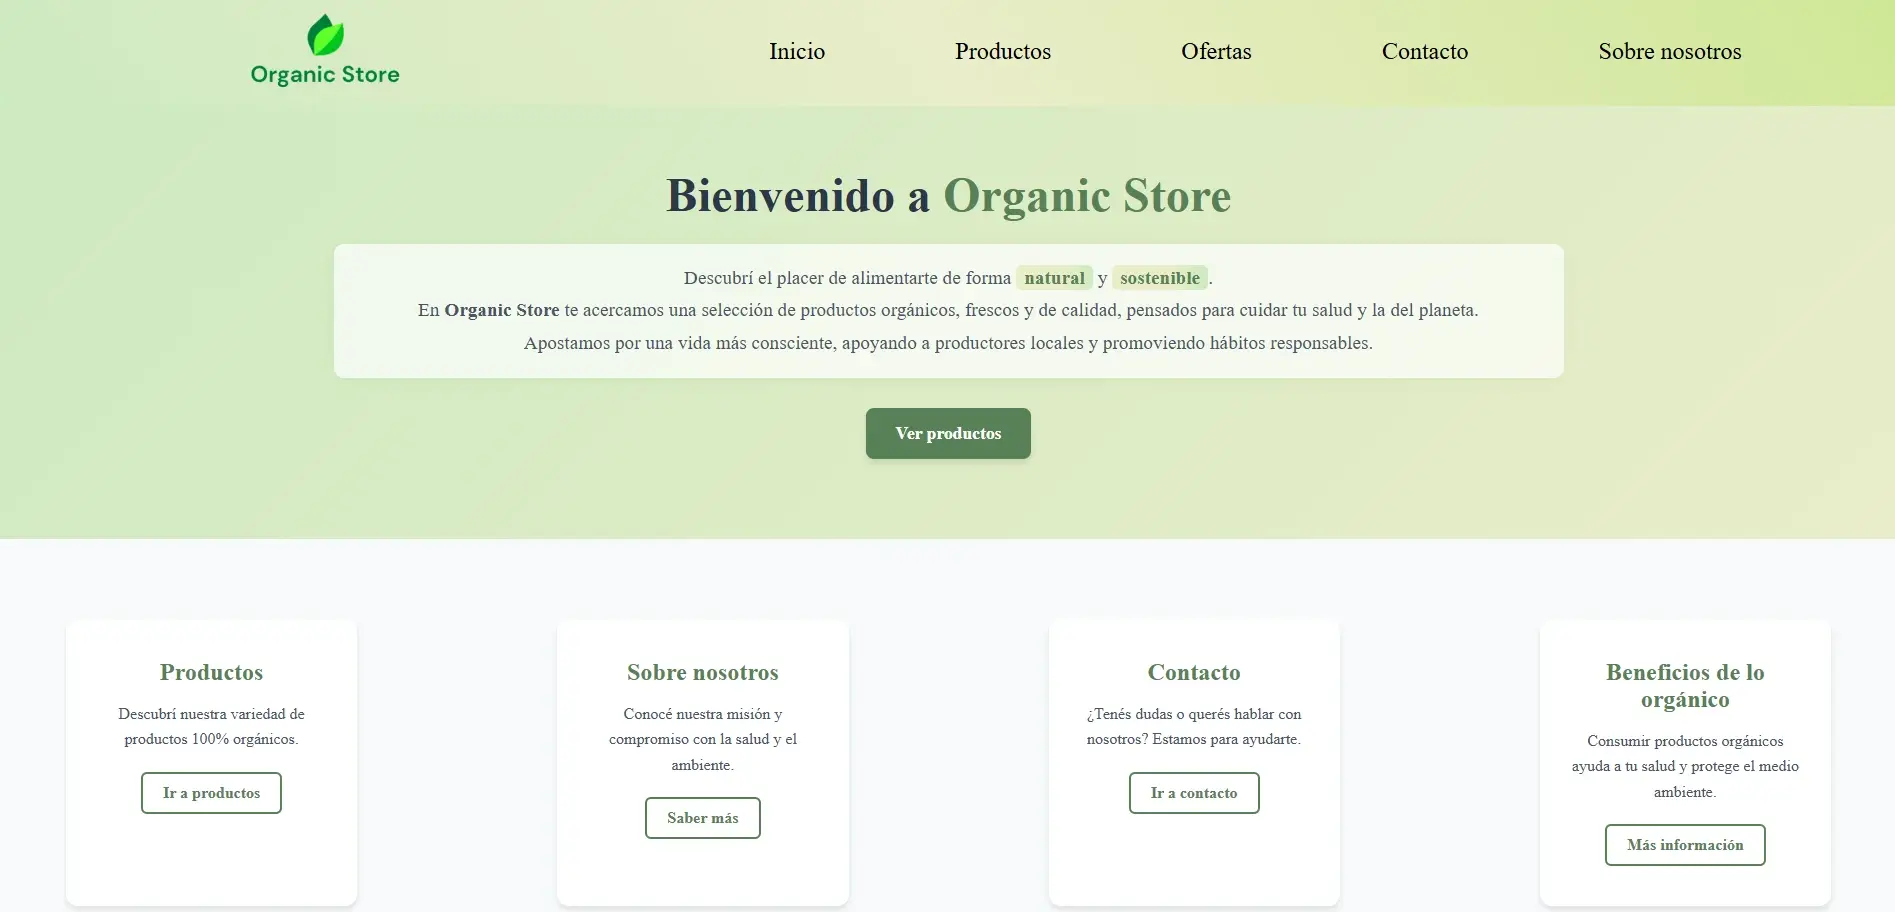 Organic Store
Inicio
Productos
Ofertas
Contacto
Sobre nosotros
Bienvenido a Organic Store
Descubrí el placer de alimentarte de forma natural y sostenible.
En Organic Store te acercamos una selección de productos orgánicos, frescos y de calidad, pensados para cuidar tu salud y la del planeta.
Apostamos por una vida más consciente, apoyando a productores locales y promoviendo hábitos responsables.
Ver productos
Productos
Descubrí nuestra variedad de
productos 100% orgánicos.
Ir a productos
Sobre nosotros
Conocé nuestra misión y
compromiso con la salud y el
ambiente.
Saber más
Contacto
¿Tenés dudas o querés hablar con
nosotros? Estamos para ayudarte.
Ir a contacto
Beneficios de lo
orgánico
Consumir productos orgánicos
ayuda a tu salud y protege el medio
ambiente.
Más información